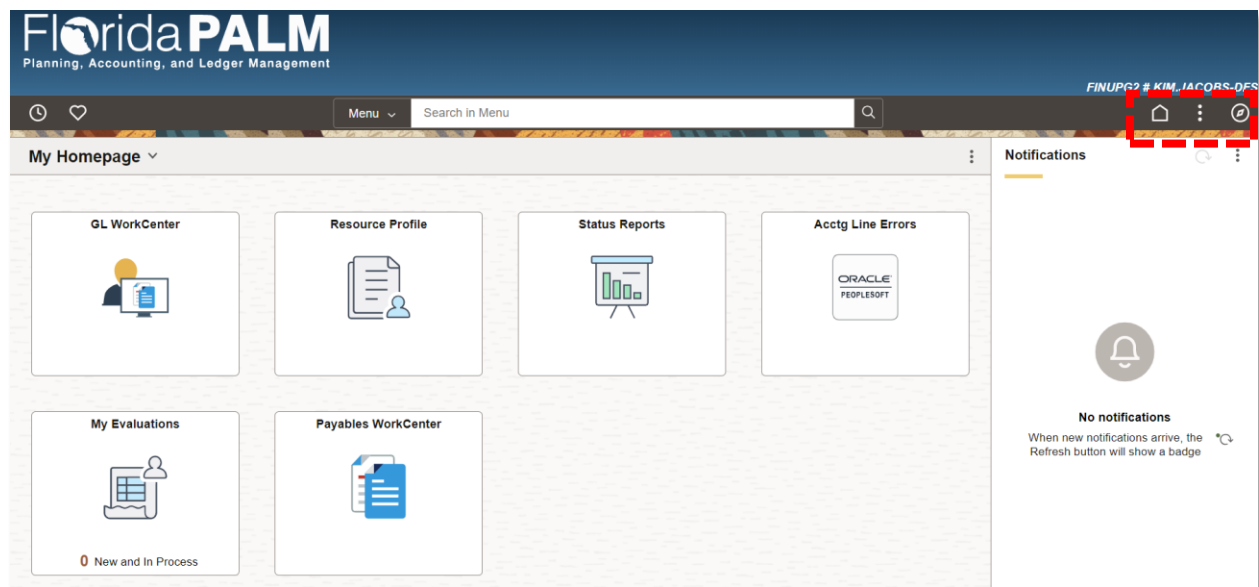 Florida PALM
Planning, Accounting, and Ledger Management
FINUPG2 # KIM.JACOBS-DFS
Menu
Search in Menu
My Homepage
Notifications
GL WorkCenter
Resource Profile
Status Reports
Acctg Line Errors
ORACLE'
PEOPLESOFT
My Evaluations
Payables WorkCenter
No notifications
When new notifications arrive, the
Refresh button will show a badge
0 New and In Process